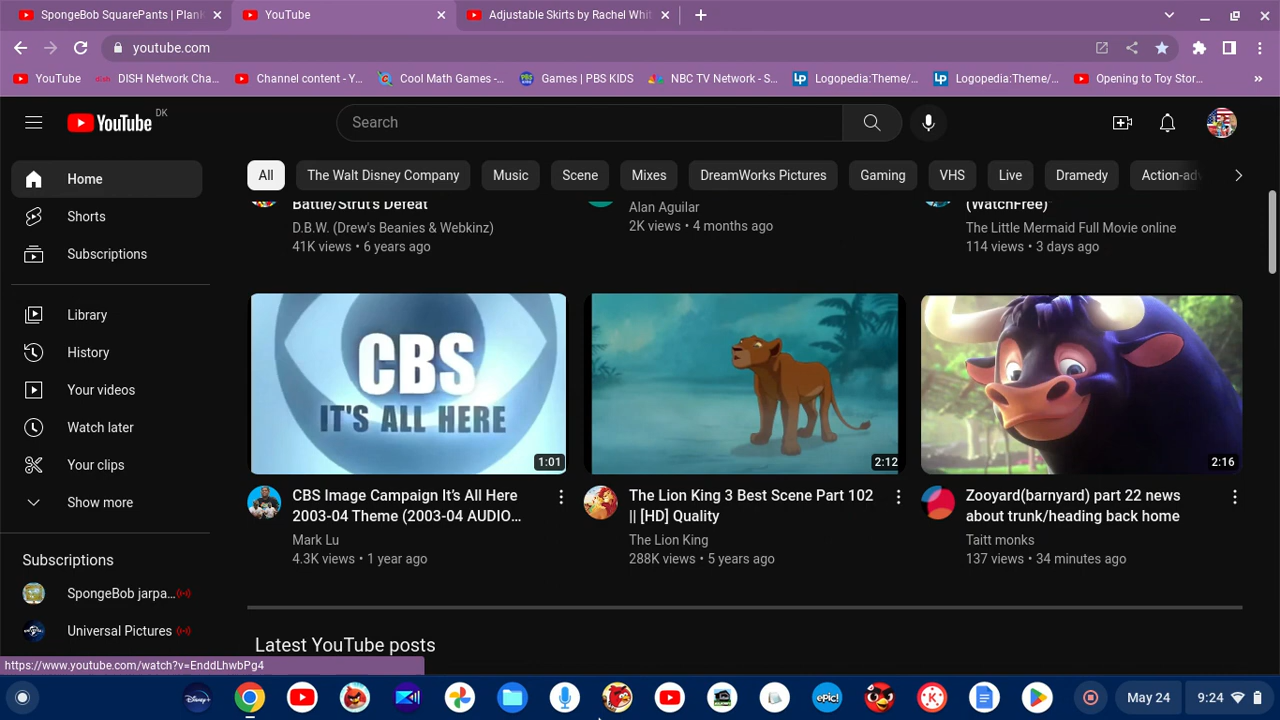 SpongeBob SquarePants | Plank
YouTube
Adjustable Skirts by Rachel Whit
youtube.com
YouTube
dish DISH Network Cha...
Channel content - Y...
Cool Math Games -...
Games | PBS KIDS
NBC TV Network - S...
LP Logopedia:Theme/...
LP Logopedia:Theme/...
Opening to Toy Stor...
»
YouTube DK
Search
Home
Shorts
Subscriptions
Library
History
Your videos
Watch later
Your clips
Show more
Subscriptions
SpongeBob jarpa...
Universal Pictures
All
The Walt Disney Company
Music
Scene
Mixes
DreamWorks Pictures
Gaming
VHS
Live
Dramedy
Action-adv
Battle/Strut's Defeat
D.B.W. (Drew's Beanies & Webkinz)
41K views • 6 years ago
Alan Aguilar
2K views • 4 months ago
(WatchFree)
The Little Mermaid Full Movie online
114 views • 3 days ago
CBS
IT'S ALL HERE
1:01
CBS Image Campaign It's All Here
2003-04 Theme (2003-04 AUDIO...
Mark Lu
4.3K views • 1 year ago
2:12
The Lion King 3 Best Scene Part 102
|| [HD] Quality
The Lion King
288K views • 5 years ago
2:16
Zooyard(barnyard) part 22 news
about trunk/heading back home
Taitt monks
137 views • 34 minutes ago
Latest YouTube posts
https://www.youtube.com/watch?v=EnddLhwbPg4
Disney+
epic!
May 24
9:24